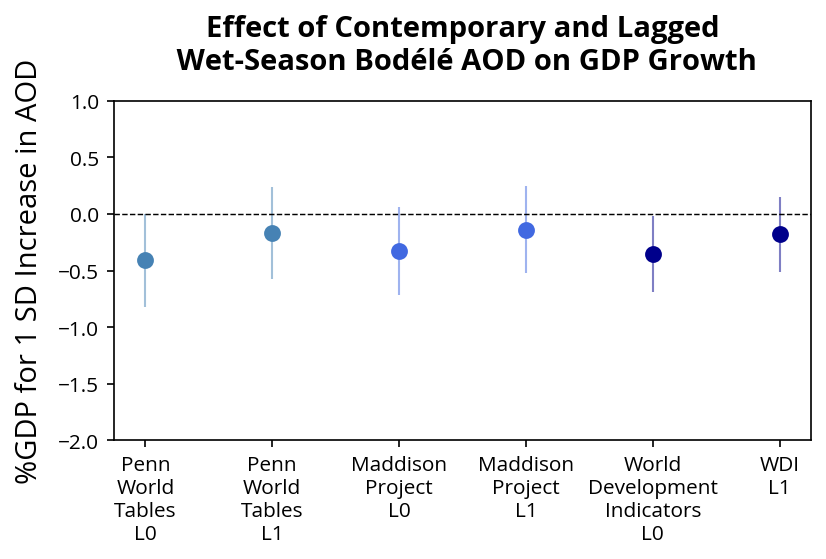 Effect of Contemporary and Lagged
Wet-Season Bodélé AOD on GDP Growth
%GDP for 1 SD Increase in AOD
1.0
0.5
0.0
−0.5
−1.0
−1.5
−2.0
Penn
World
Tables
L0
Penn
World
Tables
L1
Maddison
Project
L0
Maddison
Project
L1
World
Development
Indicators
L0
WDI
L1